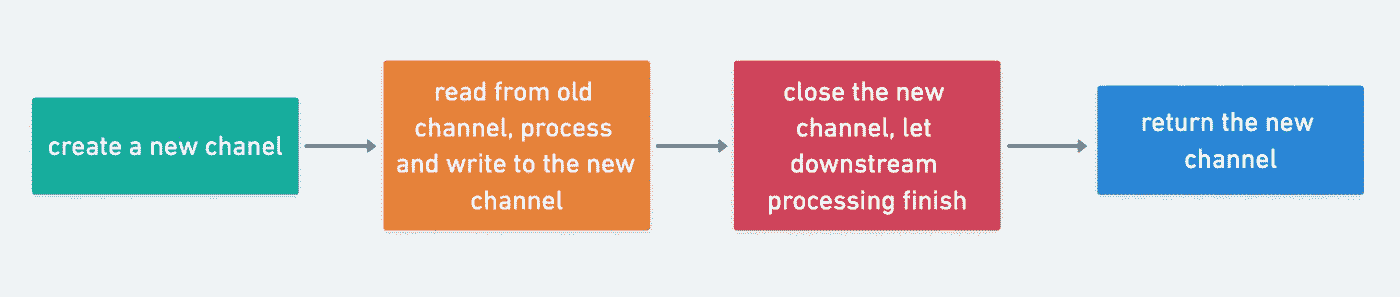 create a new chanel
read from old
channel, process
and write to the new
channel
close the new
channel, let
downstream
processing finish
return the new
channel